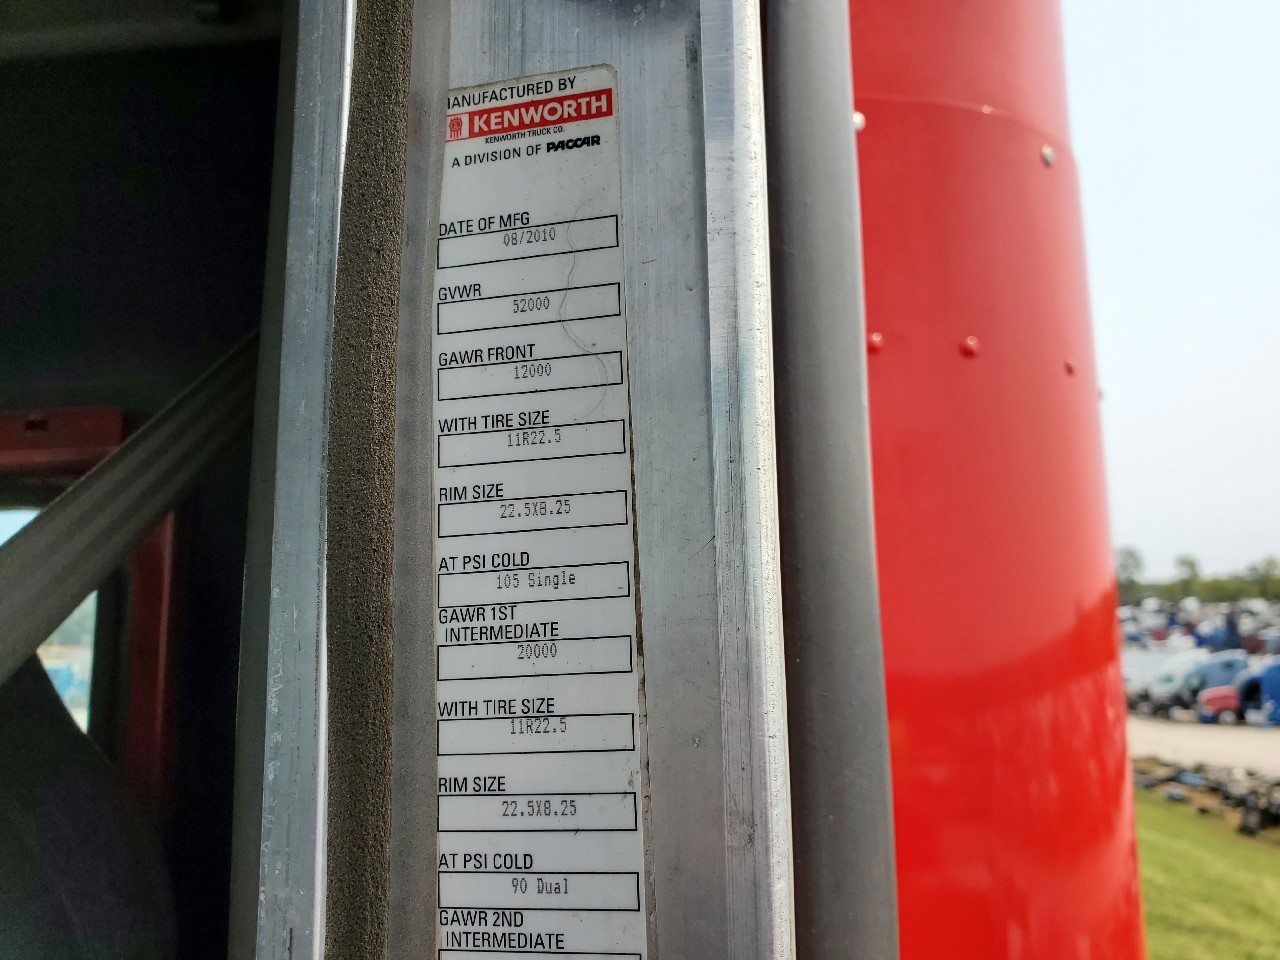 MANUFACTURED BY
KENWORTH
KENWORTH TRUCK CO.
A DIVISION OF PACCAR
DATE OF MFG
08/2010
GVWR
52000
GAWR FRONT
12000
WITH TIRE SIZE
11R22.5
RIM SIZE
22.5X8.25
AT PSI COLD
105 Single
GAWR 1ST
INTERMEDIATE
20000
WITH TIRE SIZE
11R22.5
RIM SIZE
22.5X8.25
AT PSI COLD
90 Dual
GAWR 2ND
INTERMEDIATE